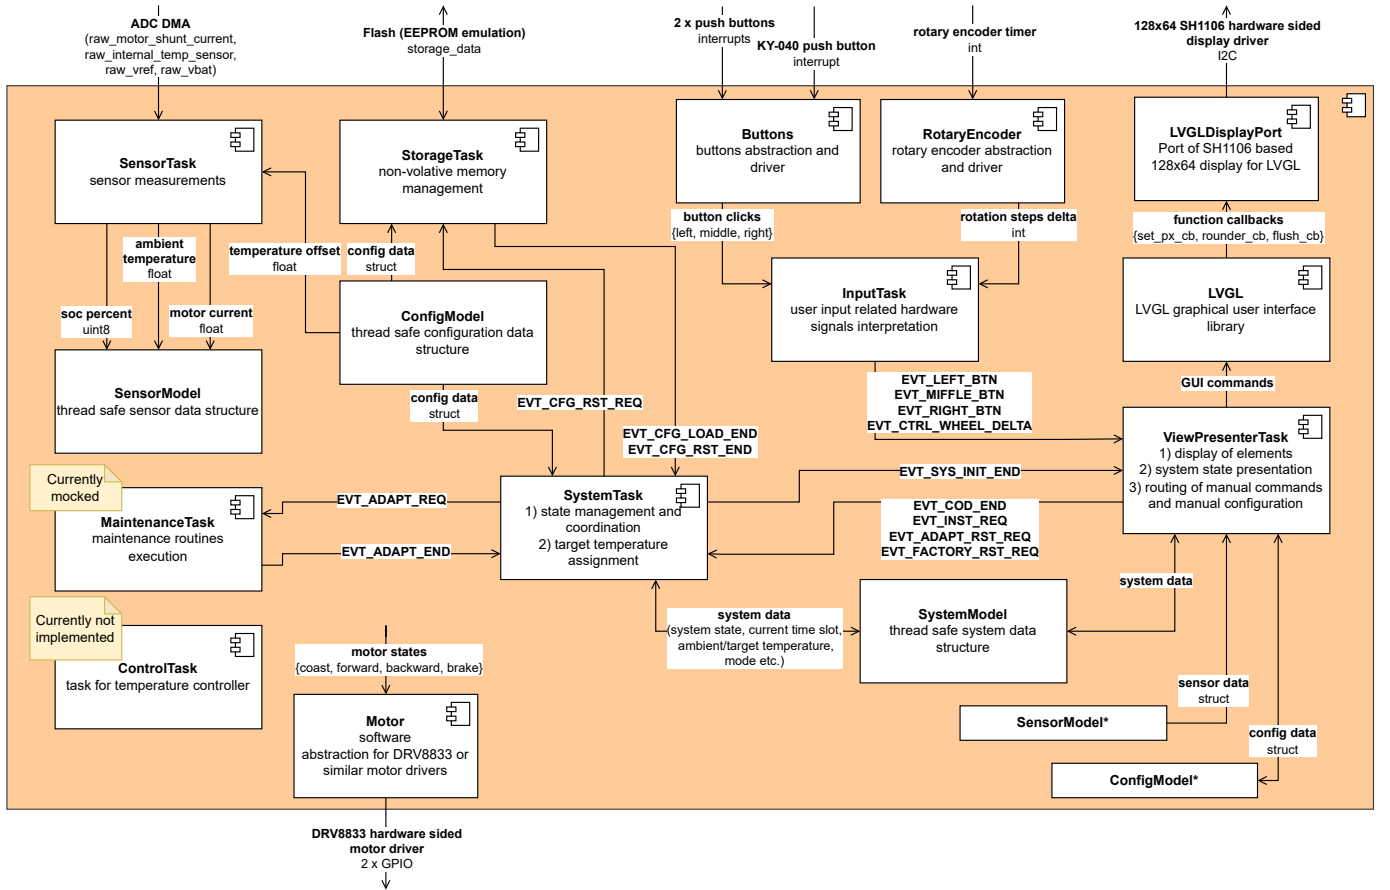 ADC DMA
(raw_motor_shunt_current,
raw_internal_temp_sensor,
raw_vref, raw_vbat)
Flash (EEPROM emulation)
storage_data
2 x push buttons
interrupts
KY-040 push button
interrupt
rotary encoder timer
int
128x64 SH1106 hardware sided
display driver
I2C
SensorTask
sensor measurements
StorageTask
non-volative memory
management
Buttons
buttons abstraction and
driver
RotaryEncoder
rotary encoder abstraction
and driver
LVGLDisplayPort
Port of SH1106 based
128x64 display for LVGL
soc percent
uint8
ambient
temperature
float
motor current
float
temperature offset
float
config data
struct
button clicks
{left, middle, right}
rotation steps delta
int
function callbacks
{set_px_cb, rounder_cb, flush_cb}
ConfigModel
thread safe configuration data
structure
InputTask
user input related hardware
signals interpretation
LVGL
LVGL graphical user interface
library
SensorModel
thread safe sensor data structure
config data
struct
EVT_CFG_RST_REQ
EVT_CFG_LOAD_END
EVT_CFG_RST_END
EVT_LEFT_BTN
EVT_MIFFLE_BTN
EVT_RIGHT_BTN
EVT_CTRL_WHEEL_DELTA
GUI commands
ViewPresenterTask
1) display of elements
2) system state presentation
3) routing of manual commands
and manual configuration
Currently
mocked
MaintenanceTask
maintenance routines
execution
EVT_ADAPT_REQ
EVT_ADAPT_END
SystemTask
1) state management and
coordination
2) target temperature
assignment
EVT_SYS_INIT_END
EVT_COD_END
EVT_INST_REQ
EVT_ADAPT_RST_REQ
EVT_FACTORY_RST_REQ
system data
Currently not
implemented
ControlTask
task for temperature controller
motor states
{coast, forward, backward, brake}
system data
(system state, current time slot,
ambient/target temperature,
mode etc.)
SystemModel
thread safe system data
structure
Motor
software
abstraction for DRV8833 or
similar motor drivers
SensorModel*
sensor data
struct
config data
struct
ConfigModel*
DRV8833 hardware sided
motor driver
2 x GPIO